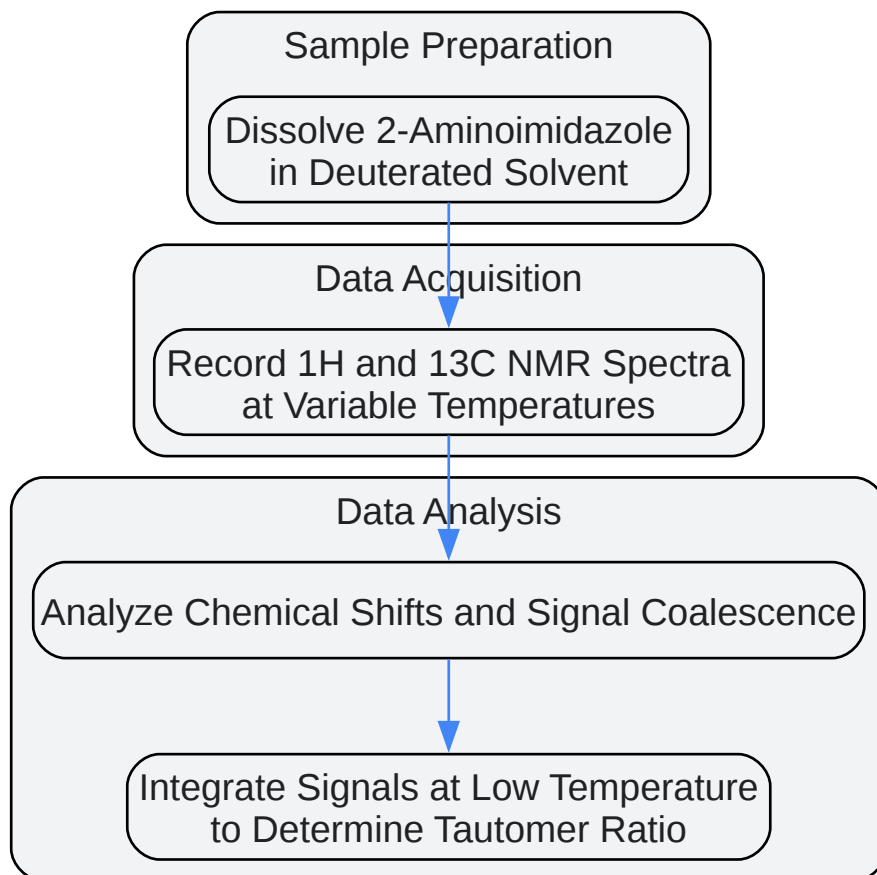 Sample Preparation
Dissolve 2-Aminoimidazole
in Deuterated Solvent
Data Acquisition
Record 1H and 13C NMR Spectra
at Variable Temperatures
Data Analysis
Analyze Chemical Shifts and Signal Coalescence
Integrate Signals at Low Temperature
to Determine Tautomer Ratio